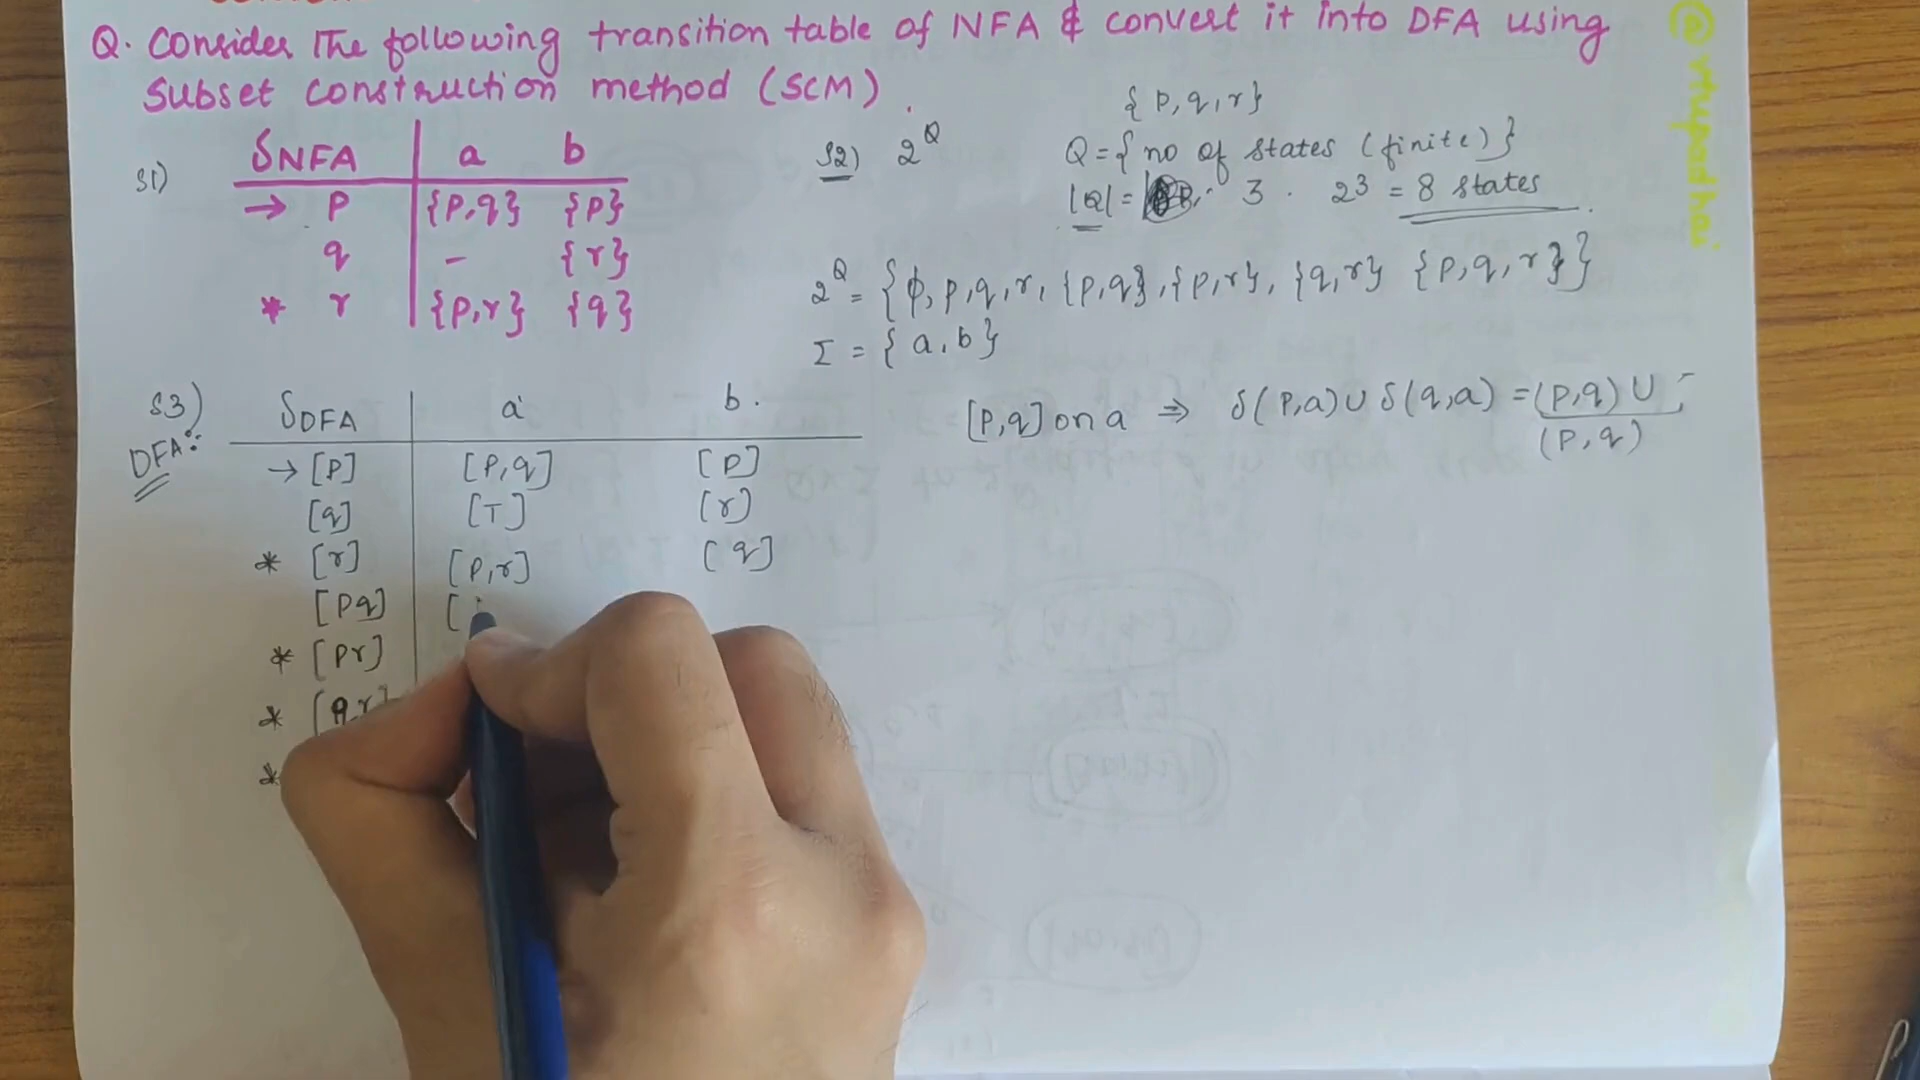 Q. Consider The following transition table of NFA & convert it into DFA using
Subset construction method (SCM).
S1)
δNFA a b
→ P {P,q} {P}
q - {r}
* r {P,r} {q}
S2) 2^Q
{P,q,r}
Q={no of states (finite)}
|Q|= 3. 2^3 = 8 states
2^Q = {ϕ, P,q,r, {P,q},{P,r}, {q,r} {P,q,r}}
Σ = {a,b}
S3)
DFA:
δDFA a b.
→ [P] [P,q] [P]
[q] [T] [r]
* [r] [P,r] [q]
[Pq] [
* [Pr]
* [q,r]
*
[P,q] on a ⇒ δ(P,a)∪ δ(q,a) = (P,q) ∪ -
(P,q)
@vtupadhai